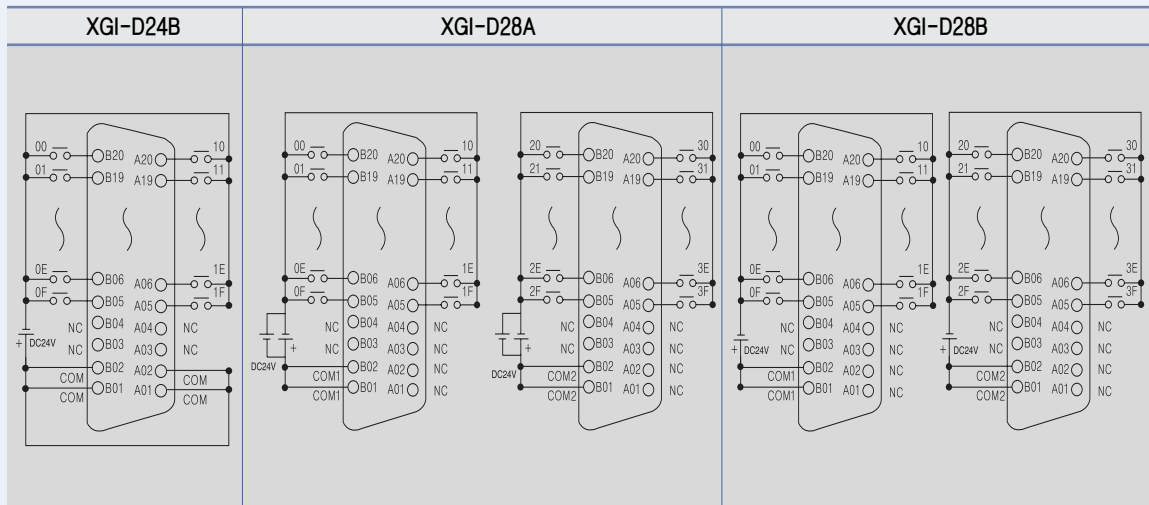 XGI-D24B XGI-D28A XGI-D28B
00 B20 A20 10
01 B19 A19 11
0E B06 A06 1E
0F B05 A05 1F
NC B04 A04 NC
+ DC24V NC B03 A03 NC
COM B02 A02 COM
COM B01 A01 COM
00 B20 A20 10
01 B19 A19 11
0E B06 A06 1E
0F B05 A05 1F
NC B04 A04 NC
+ NC B03 A03 NC
DC24V COM1 B02 A02 NC
COM1 B01 A01 NC
20 B20 A20 30
21 B19 A19 31
2E B06 A06 3E
2F B05 A05 3F
NC B04 A04 NC
+ NC B03 A03 NC
DC24V COM2 B02 A02 NC
COM2 B01 A01 NC
00 B20 A20 10
01 B19 A19 11
0E B06 A06 1E
0F B05 A05 1F
NC B04 A04 NC
+ DC24V NC B03 A03 NC
COM1 B02 A02 NC
COM1 B01 A01 NC
20 B20 A20 30
21 B19 A19 31
2E B06 A06 3E
2F B05 A05 3F
NC B04 A04 NC
+ DC24V NC B03 A03 NC
COM2 B02 A02 NC
COM2 B01 A01 NC